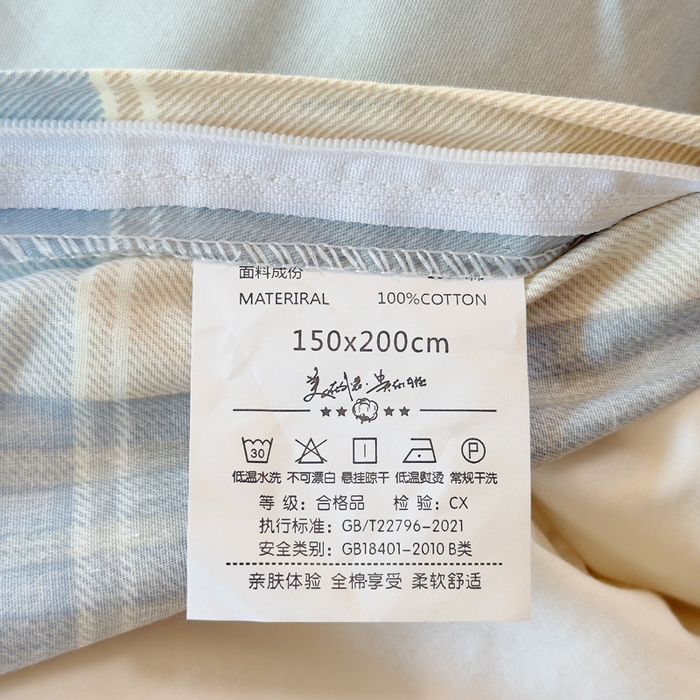 面料成份
MATERIRAL 100%COTTON
150x200cm
30 P
低温水洗 不可漂白 悬挂晾干 低温熨烫 常规干洗
等 级：合格品 检 验：CX
执行标准：GB/T22796-2021
安全类别：GB18401-2010 B类
亲肤体验 全棉享受 柔软舒适